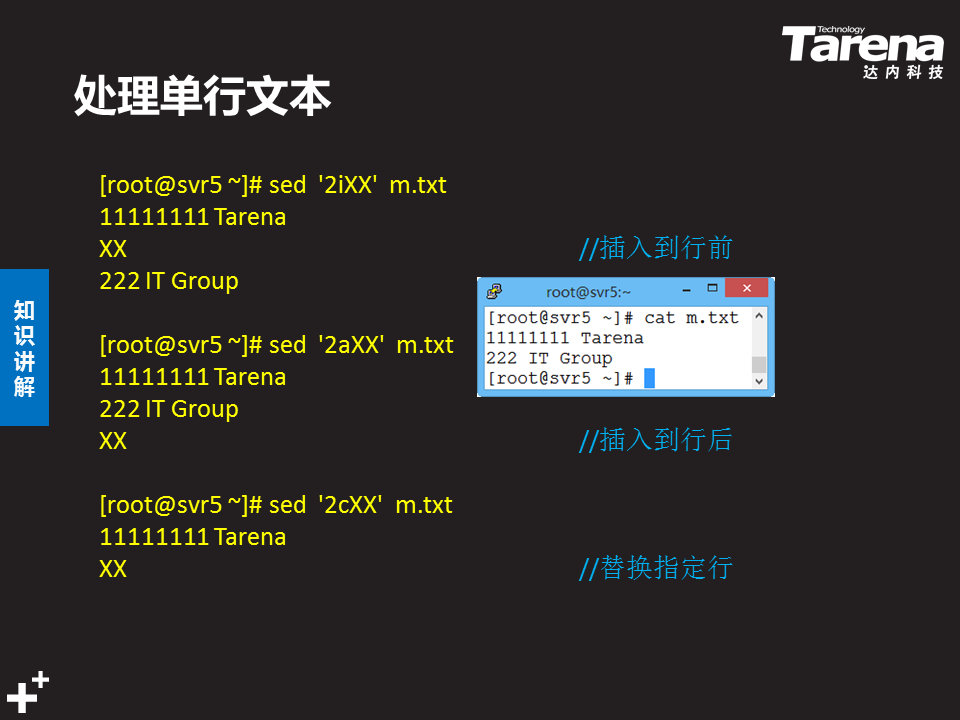 Technology
Tarena
达内科技
处理单行文本
[root@svr5 ~]# sed  '2iXX'  m.txt
11111111 Tarena
XX //插入到行前
222 IT Group
知识讲解
root@svr5:~
[root@svr5 ~]# cat m.txt
11111111 Tarena
222 IT Group
[root@svr5 ~]#
[root@svr5 ~]# sed  '2aXX'  m.txt
11111111 Tarena
222 IT Group
XX //插入到行后
[root@svr5 ~]# sed  '2cXX'  m.txt
11111111 Tarena
XX //替换指定行